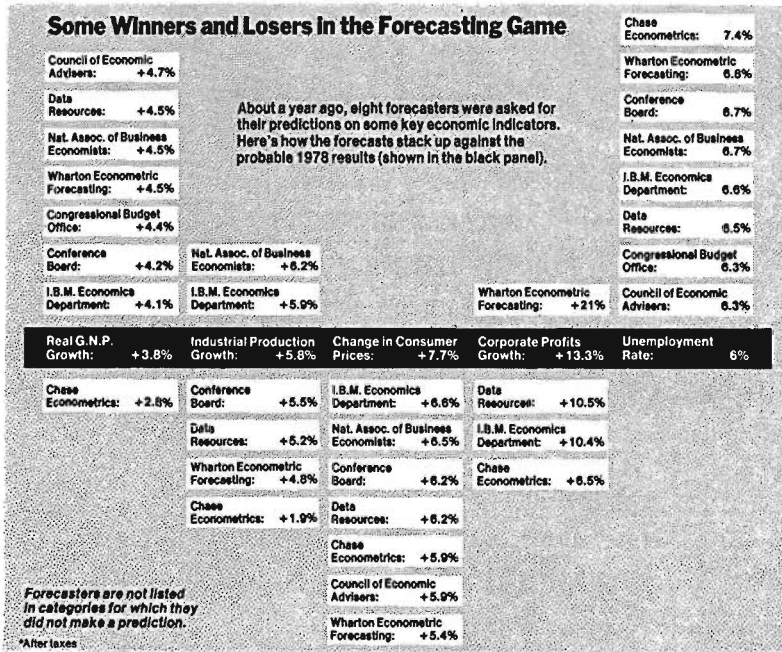 Some Winners and Losers in the Forecasting Game
About a year ago, eight forecasters were asked for
their predictions on some key economic indicators.
Here's how the forecasts stack up against the
probable 1978 results (shown in the black panel).
Council of Economic
Advisers: +4.7%
Data
Resources: +4.5%
Nat. Assoc. of Business
Economists: +4.5%
Wharton Econometric
Forecasting: +4.5%
Congressional Budget
Office: +4.4%
Conference
Board: +4.2%
I.B.M. Economics
Department: +4.1%
Real G.N.P.
Growth: +3.8%
Chase
Econometrics: +2.8%
Nat. Assoc. of Business
Economists: +6.2%
I.B.M. Economics
Department: +5.9%
Industrial Production
Growth: +5.8%
Conference
Board: +5.5%
Data
Resources: +5.2%
Wharton Econometric
Forecasting: +4.8%
Chase
Econometrics: +1.9%
Change in Consumer
Prices: +7.7%
I.B.M. Economics
Department: +6.6%
Nat. Assoc. of Business
Economists: +6.5%
Conference
Board: +6.2%
Data
Resources: +6.2%
Chase
Econometrics: +5.9%
Council of Economic
Advisers: +5.9%
Wharton Econometric
Forecasting: +5.4%
Wharton Econometric
Forecasting: +21%
Corporate Profits
Growth: +13.3%
Data
Resources: +10.5%
I.B.M. Economics
Department: +10.4%
Chase
Econometrics: +6.5%
Chase
Econometrics: 7.4%
Wharton Econometric
Forecasting: 6.8%
Conference
Board: 6.7%
Nat. Assoc. of Business
Economists: 6.7%
I.B.M. Economics
Department: 6.6%
Data
Resources: 6.5%
Congressional Budget
Office: 6.3%
Council of Economic
Advisers: 6.3%
Unemployment
Rate: 6%
Forecasters are not listed
in categories for which they
did not make a prediction.
*After taxes